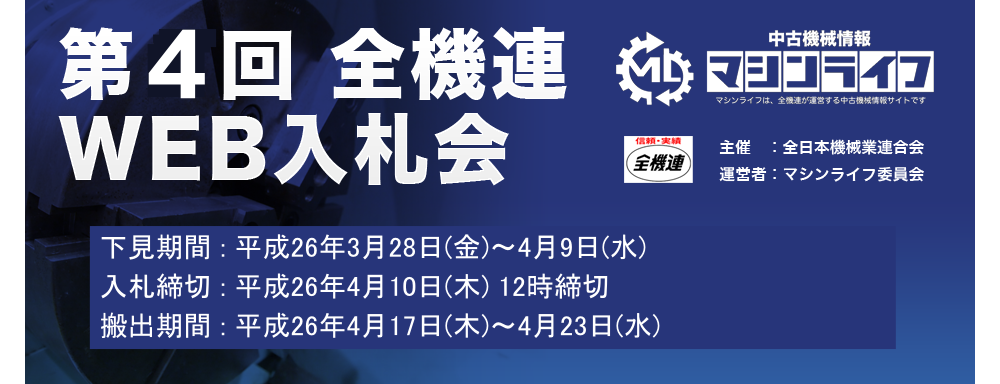 第4回 全機連
WEB入札会
中古機械情報
ML
マシンライフ
マシンライフは、全機連が運営する中古機械情報サイトです
信頼・実績
全機連
主催　：全日本機械業連合会
運営者：マシンライフ委員会
下見期間：平成26年3月28日(金)～4月9日(水)
入札締切：平成26年4月10日(木) 12時締切
搬出期間：平成26年4月17日(木)～4月23日(水)